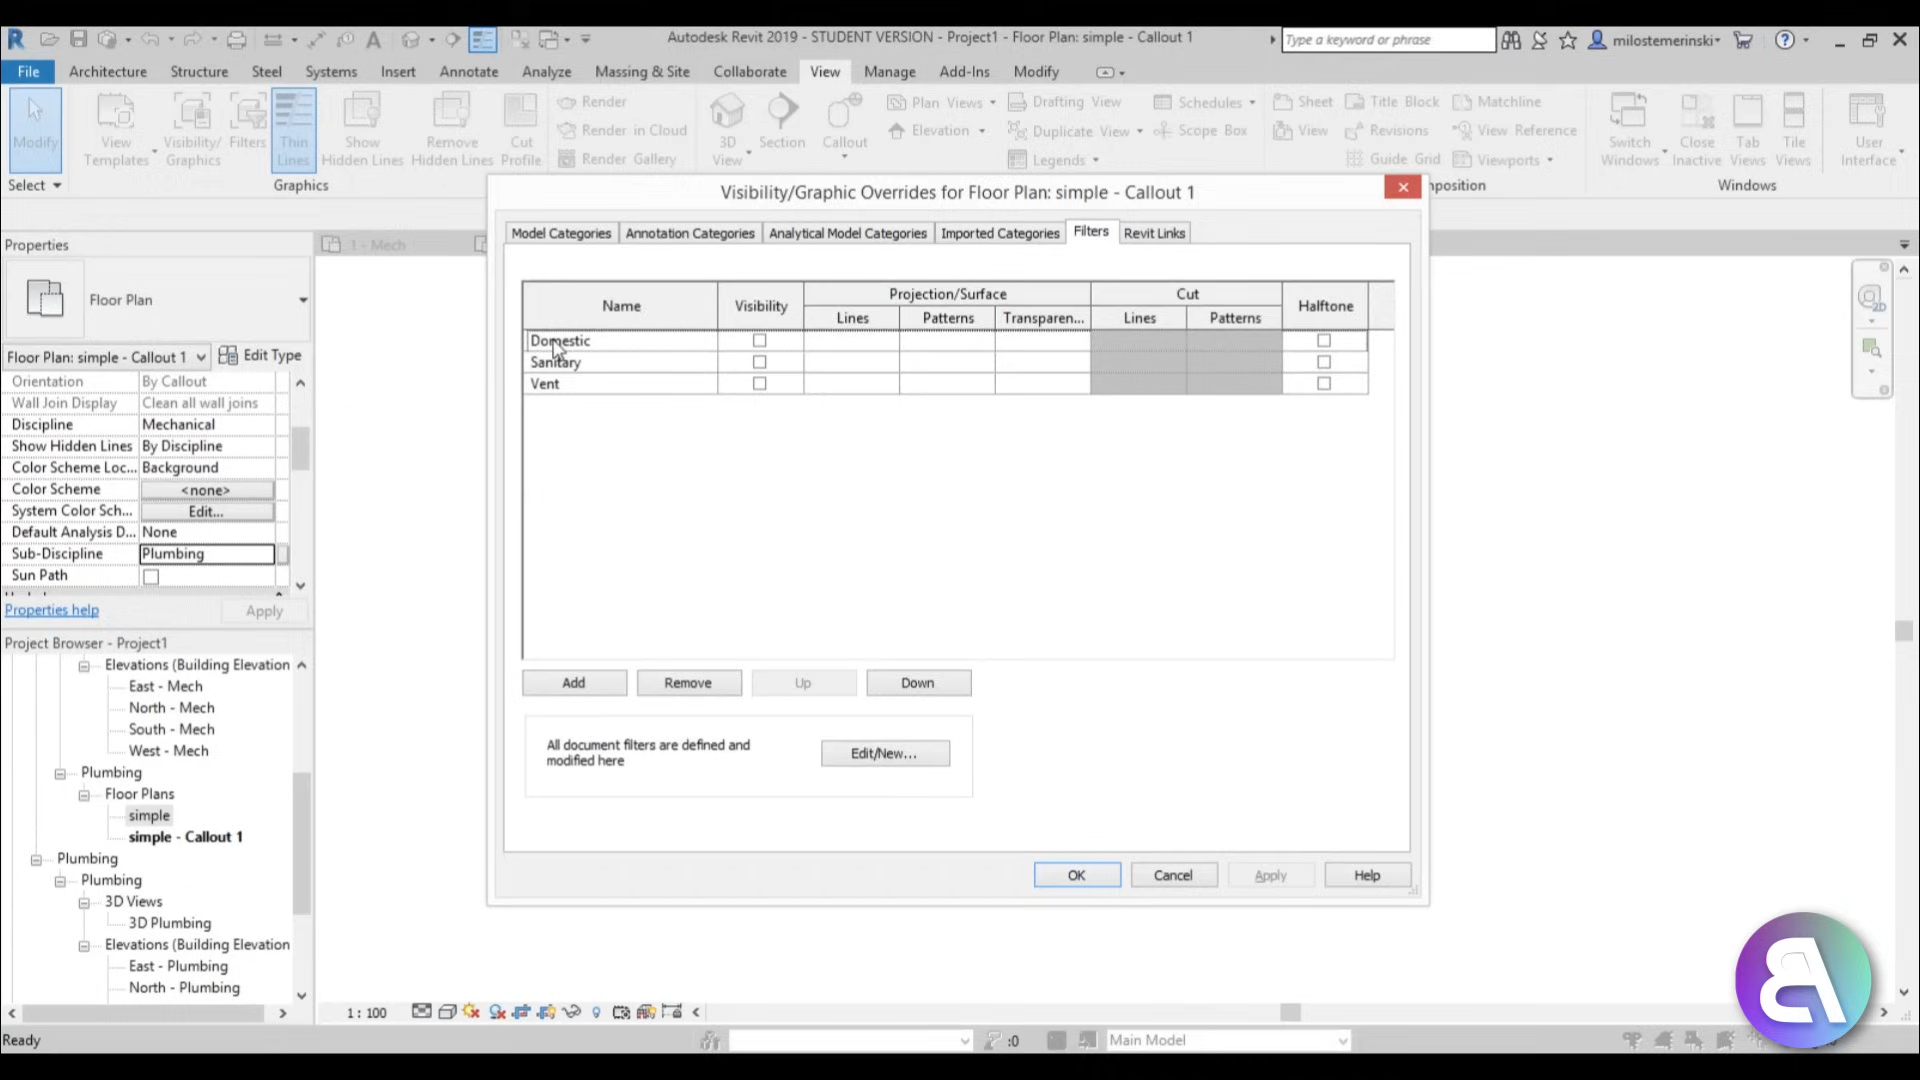 Autodesk Revit 2019 - STUDENT VERSION - Project1 - Floor Plan: simple - Callout 1
Type a keyword or phrase
milostemerinski
File Architecture Structure Steel Systems Insert Annotate Analyze Massing & Site Collaborate View Manage Add-Ins Modify
Modify
View Templates
Visibility/ Graphics
Filters
Thin Lines
Show Hidden Lines
Remove Hidden Lines
Cut Profile
Render
Render in Cloud
Render Gallery
3D View
Section
Callout
Plan Views
Elevation
Drafting View
Duplicate View
Legends
Schedules
Scope Box
Sheet
View
Title Block
Revisions
Guide Grid
Matchline
View Reference
Viewports
Switch Windows
Close Inactive
Tab Views
Tile Views
User Interface
Select
Graphics
position
Windows
Properties
1 - Mech
Floor Plan
Floor Plan: simple - Callout 1
Edit Type
Orientation By Callout
Wall Join Display Clean all wall joins
Discipline Mechanical
Show Hidden Lines By Discipline
Color Scheme Loc... Background
Color Scheme <none>
System Color Sch... Edit...
Default Analysis D... None
Sub-Discipline Plumbing
Sun Path
Properties help
Apply
Project Browser - Project1
Elevations (Building Elevation
East - Mech
North - Mech
South - Mech
West - Mech
Plumbing
Floor Plans
simple
simple - Callout 1
Plumbing
Plumbing
3D Views
3D Plumbing
Elevations (Building Elevation
East - Plumbing
North - Plumbing
Visibility/Graphic Overrides for Floor Plan: simple - Callout 1
Model Categories Annotation Categories Analytical Model Categories Imported Categories Filters Revit Links
Name Visibility Projection/Surface Cut Halftone
Lines Patterns Transparen... Lines Patterns
Domestic
Sanitary
Vent
Add Remove Up Down
All document filters are defined and
modified here
Edit/New...
OK Cancel Apply Help
1 : 100
Ready
:0
Main Model